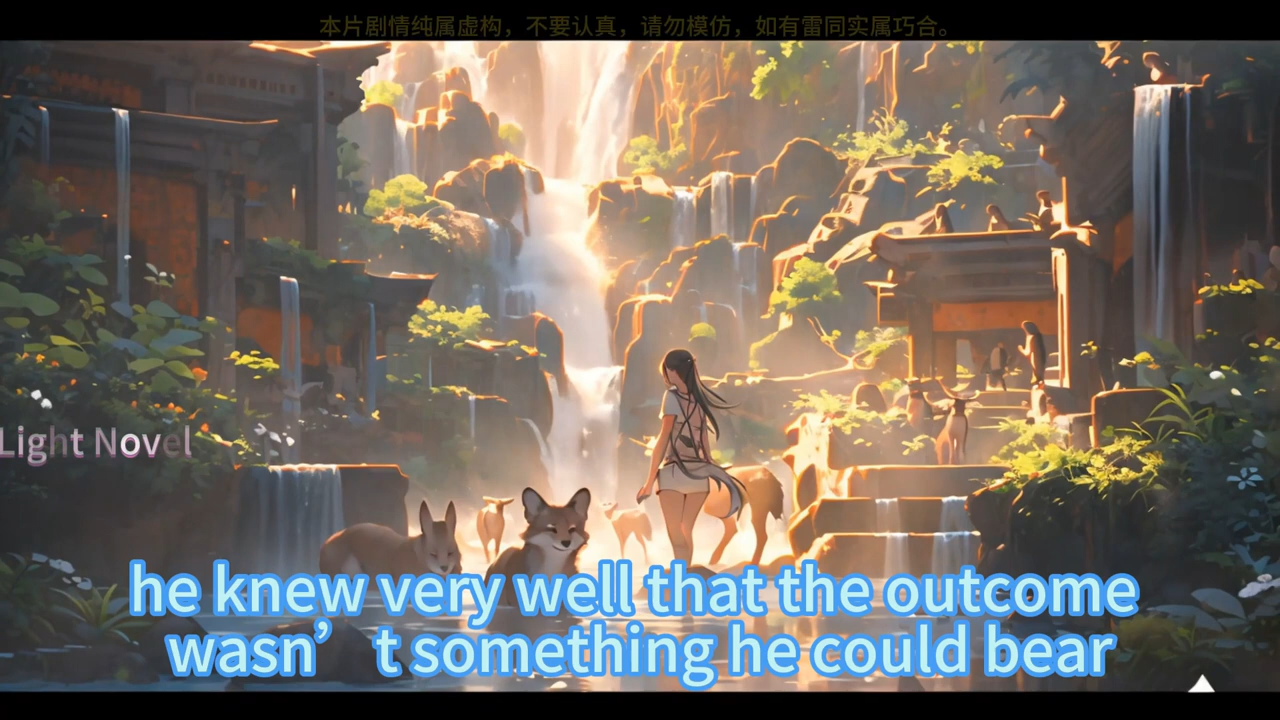 本片剧情纯属虚构，不要认真，请勿模仿，如有雷同实属巧合。
Light Novel
he knew very well that the outcome
wasn’t something he could bear